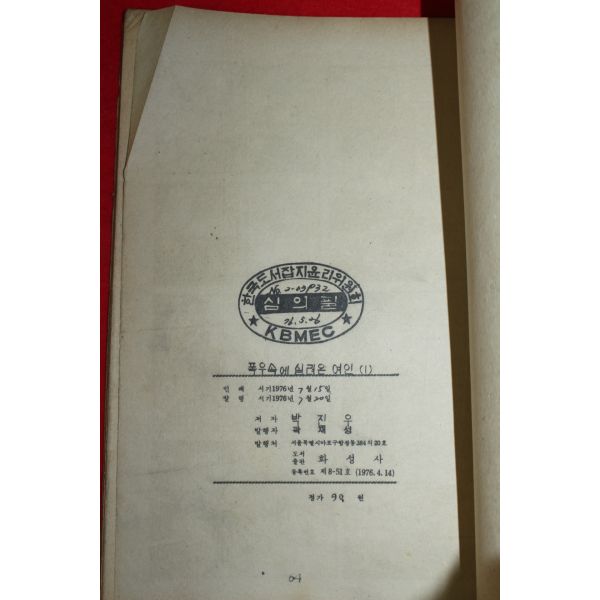 한국도서잡지윤리위원회
No. 2-09932
심의필
76.5.26
★ KBMEC ★
폭우속에 실려온 여인 (1)
인쇄 서기1976년 7월 15일
발행 서기1976년 7월 20일
저자 박진우
발행자 곽재섭
발행처 서울특별시마포구합정동384의20호
도서출판 화성사
등록번호 제8-51호 (1976.4.14)
정가 90 원